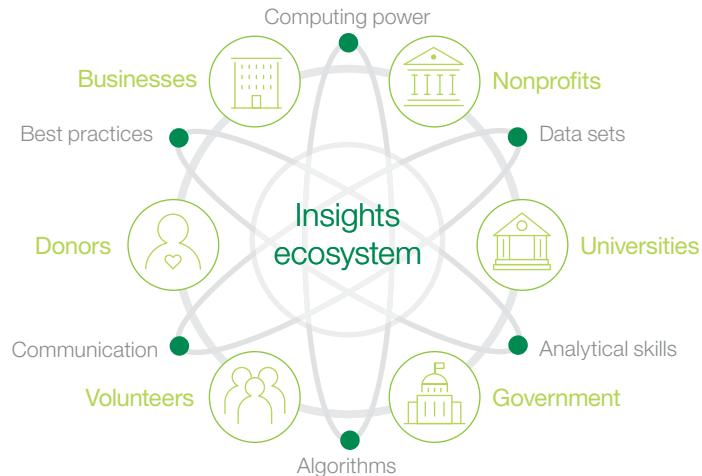 Computing power
Businesses
Nonprofits
Best practices
Data sets
Insights
ecosystem
Donors
Universities
Communication
Analytical skills
Volunteers
Government
Algorithms